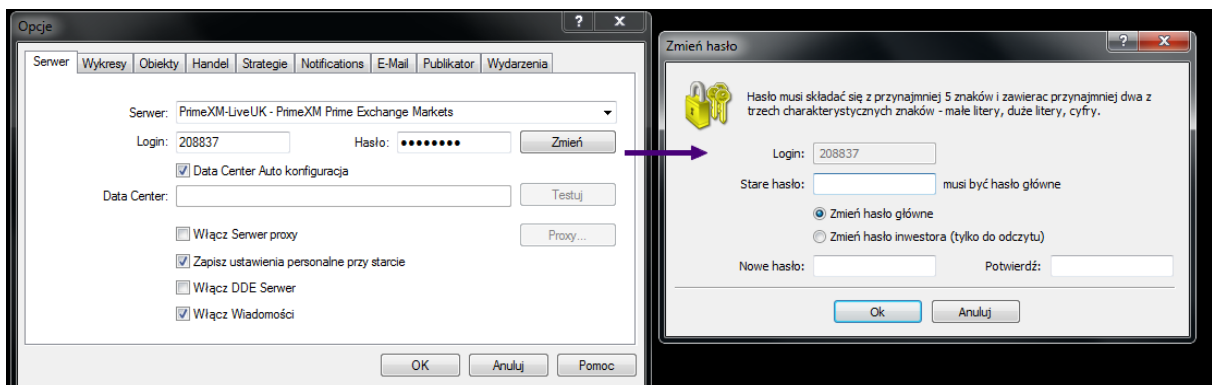 Opcje
Serwer Wykresy Obiekty Handel Strategie Notifications E-Mail Publikator Wydarzenia
Serwer: PrimeXM-LiveUK - PrimeXM Prime Exchange Markets
Login: 208837 Hasło: •••••••• Zmień
Data Center Auto konfiguracja
Data Center: Testuj
Włącz Serwer proxy Proxy...
Zapisz ustawienia personalne przy starcie
Włącz DDE Serwer
Włącz Wiadomości
OK Anuluj Pomoc
Zmień hasło
Hasło musi składać się z przynajmniej 5 znaków i zawierac przynajmniej dwa z
trzech charakterystycznych znaków - małe litery, duże litery, cyfry.
Login: 208837
Stare hasło: musi być hasło główne
Zmień hasło główne
Zmień hasło inwestora (tylko do odczytu)
Nowe hasło: Potwierdź:
Ok Anuluj